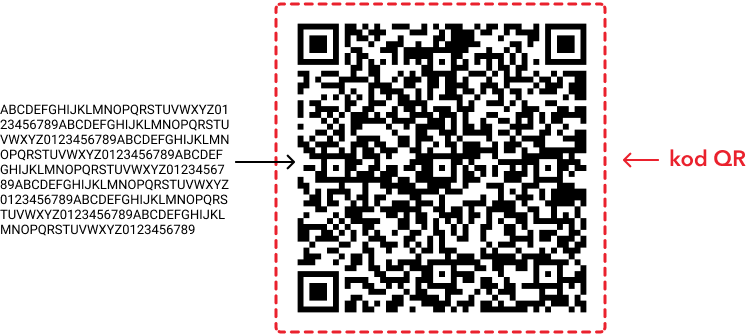 ABCDEFGHIJKLMNOPQRSTUVWXYZ01
23456789ABCDEFGHIJKLMNOPQRSTU
VWXYZ0123456789ABCDEFGHIJKLMN
OPQRSTUVWXYZ0123456789ABCDEF
GHIJKLMNOPQRSTUVWXYZ01234567
89ABCDEFGHIJKLMNOPQRSTUVWXYZ
0123456789ABCDEFGHIJKLMNOPQRS
TUVWXYZ0123456789ABCDEFGHIJKL
MNOPQRSTUVWXYZ0123456789
kod QR